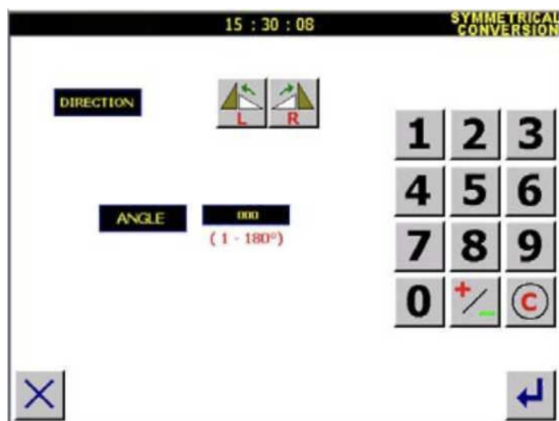 15 : 30 : 08
SYMMETRICAL
CONVERSION
DIRECTION
L R
1 2 3
4 5 6
ANGLE 000
(1 - 180°)
7 8 9
0 +/- C